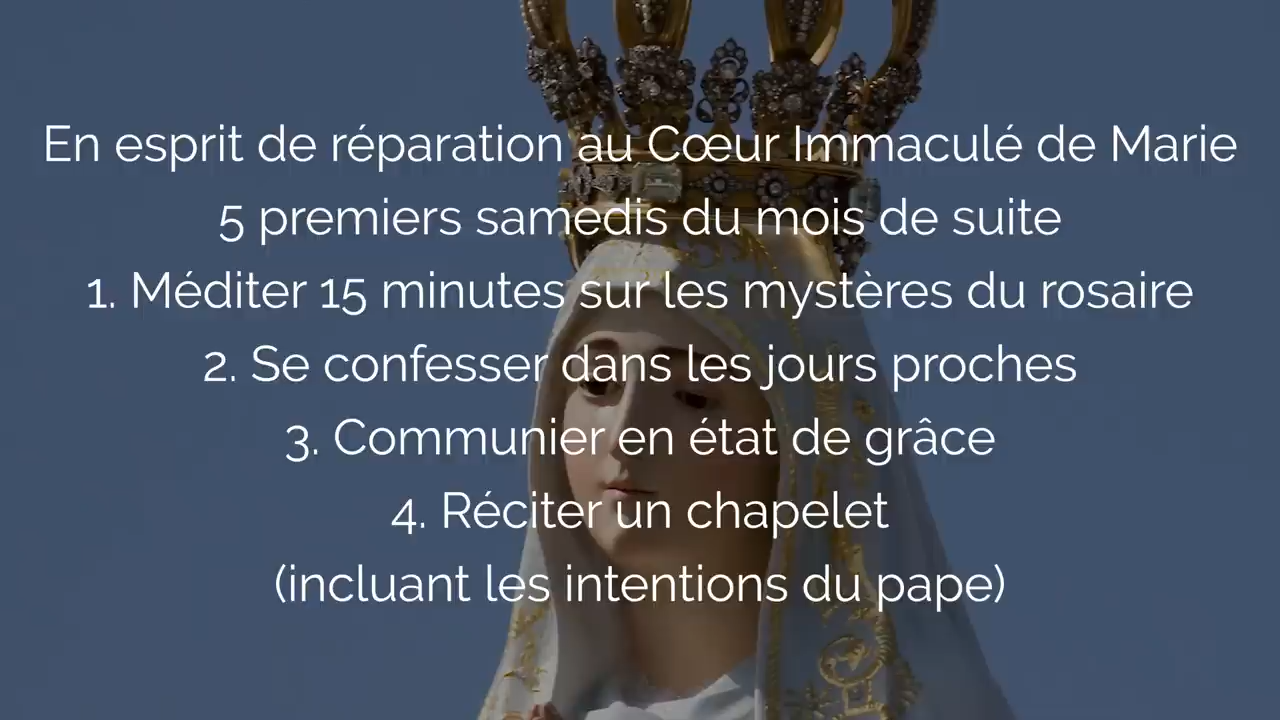 En esprit de réparation au Cœur Immaculé de Marie
5 premiers samedis du mois de suite
1. Méditer 15 minutes sur les mystères du rosaire
2. Se confesser dans les jours proches
3. Communier en état de grâce
4. Réciter un chapelet
(incluant les intentions du pape)